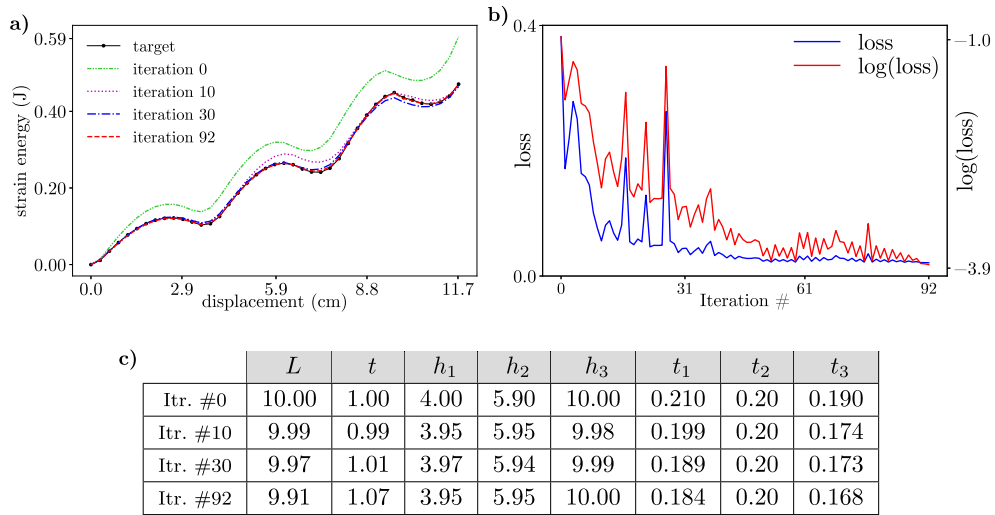 a)
0.59
0.40
0.20
0.00
strain energy (J)
target
iteration 0
iteration 10
iteration 30
iteration 92
0.0
2.9
5.9
8.8
11.7
displacement (cm)
b)
0.4
0.0
loss
loss
log(loss)
−1.0
−3.9
log(loss)
0
31
61
92
Iteration #
c)
L t h₁ h₂ h₃ t₁ t₂ t₃
Itr. #0 10.00 1.00 4.00 5.90 10.00 0.210 0.20 0.190
Itr. #10 9.99 0.99 3.95 5.95 9.98 0.199 0.20 0.174
Itr. #30 9.97 1.01 3.97 5.94 9.99 0.189 0.20 0.173
Itr. #92 9.91 1.07 3.95 5.95 10.00 0.184 0.20 0.168